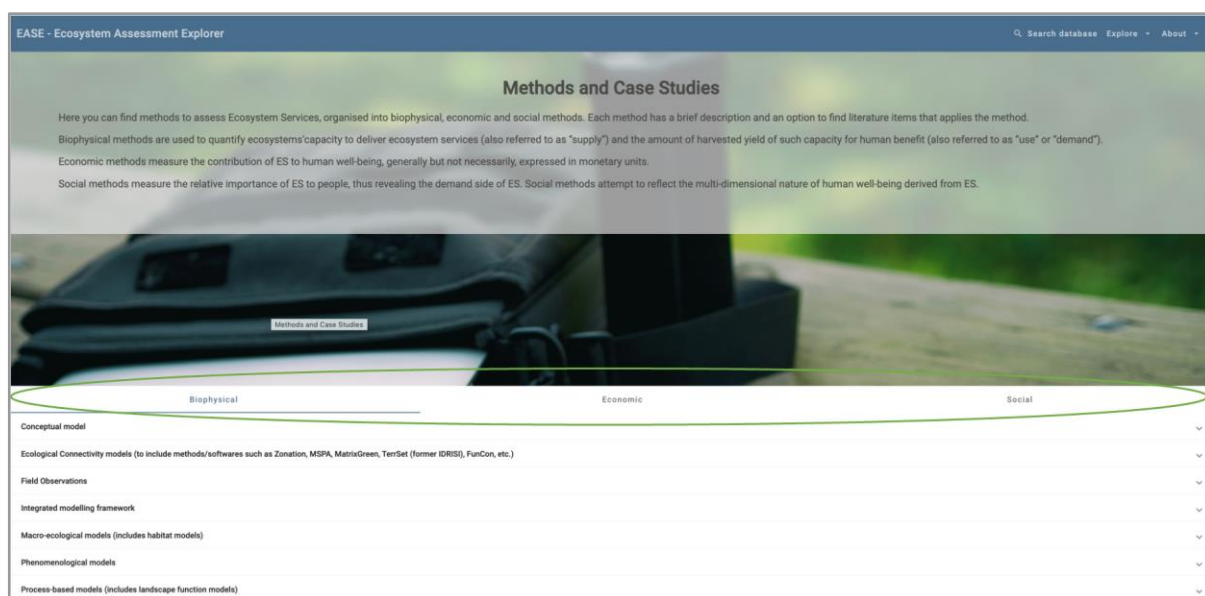 EASE - Ecosystem Assessment Explorer
Search database Explore About
Methods and Case Studies
Here you can find methods to assess Ecosystem Services, organised into biophysical, economic and social methods. Each method has a brief description and an option to find literature items that applies the method.
Biophysical methods are used to quantify ecosystems'capacity to deliver ecosystem services (also referred to as "supply") and the amount of harvested yield of such capacity for human benefit (also referred to as "use" or "demand").
Economic methods measure the contribution of ES to human well-being, generally but not necessarily, expressed in monetary units.
Social methods measure the relative importance of ES to people, thus revealing the demand side of ES. Social methods attempt to reflect the multi-dimensional nature of human well-being derived from ES.
Methods and Case Studies
Biophysical Economic Social
Conceptual model
Ecological Connectivity models (to include methods/softwares such as Zonation, MSPA, MatrixGreen, TerrSet (former IDRISI), FunCon, etc.)
Field Observations
Integrated modelling framework
Macro-ecological models (includes habitat models)
Phenomenological models
Process-based models (includes landscape function models)